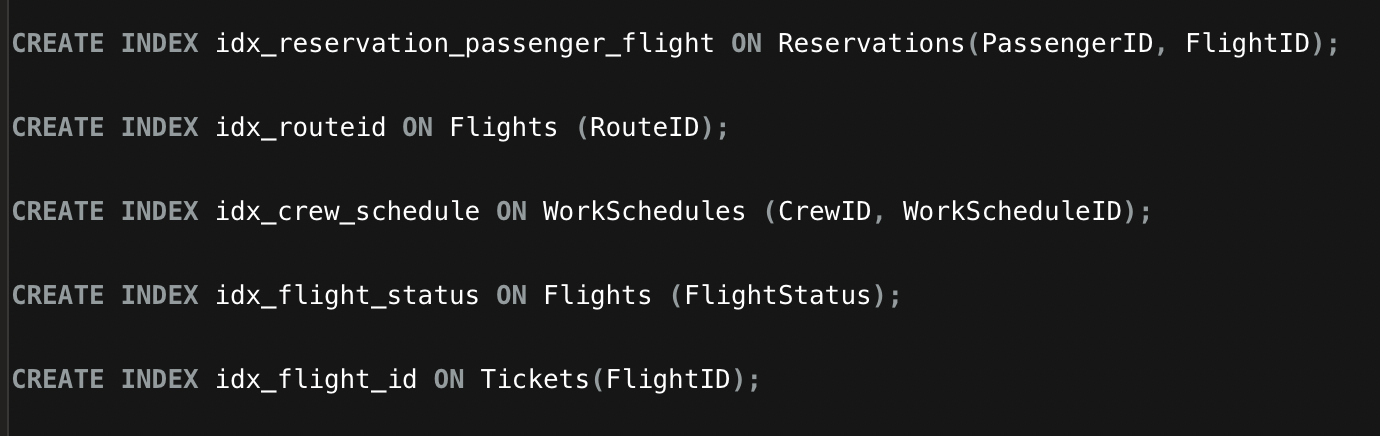 CREATE INDEX idx_reservation_passenger_flight ON Reservations(PassengerID, FlightID);
CREATE INDEX idx_routeid ON Flights (RouteID);
CREATE INDEX idx_crew_schedule ON WorkSchedules (CrewID, WorkScheduleID);
CREATE INDEX idx_flight_status ON Flights (FlightStatus);
CREATE INDEX idx_flight_id ON Tickets(FlightID);